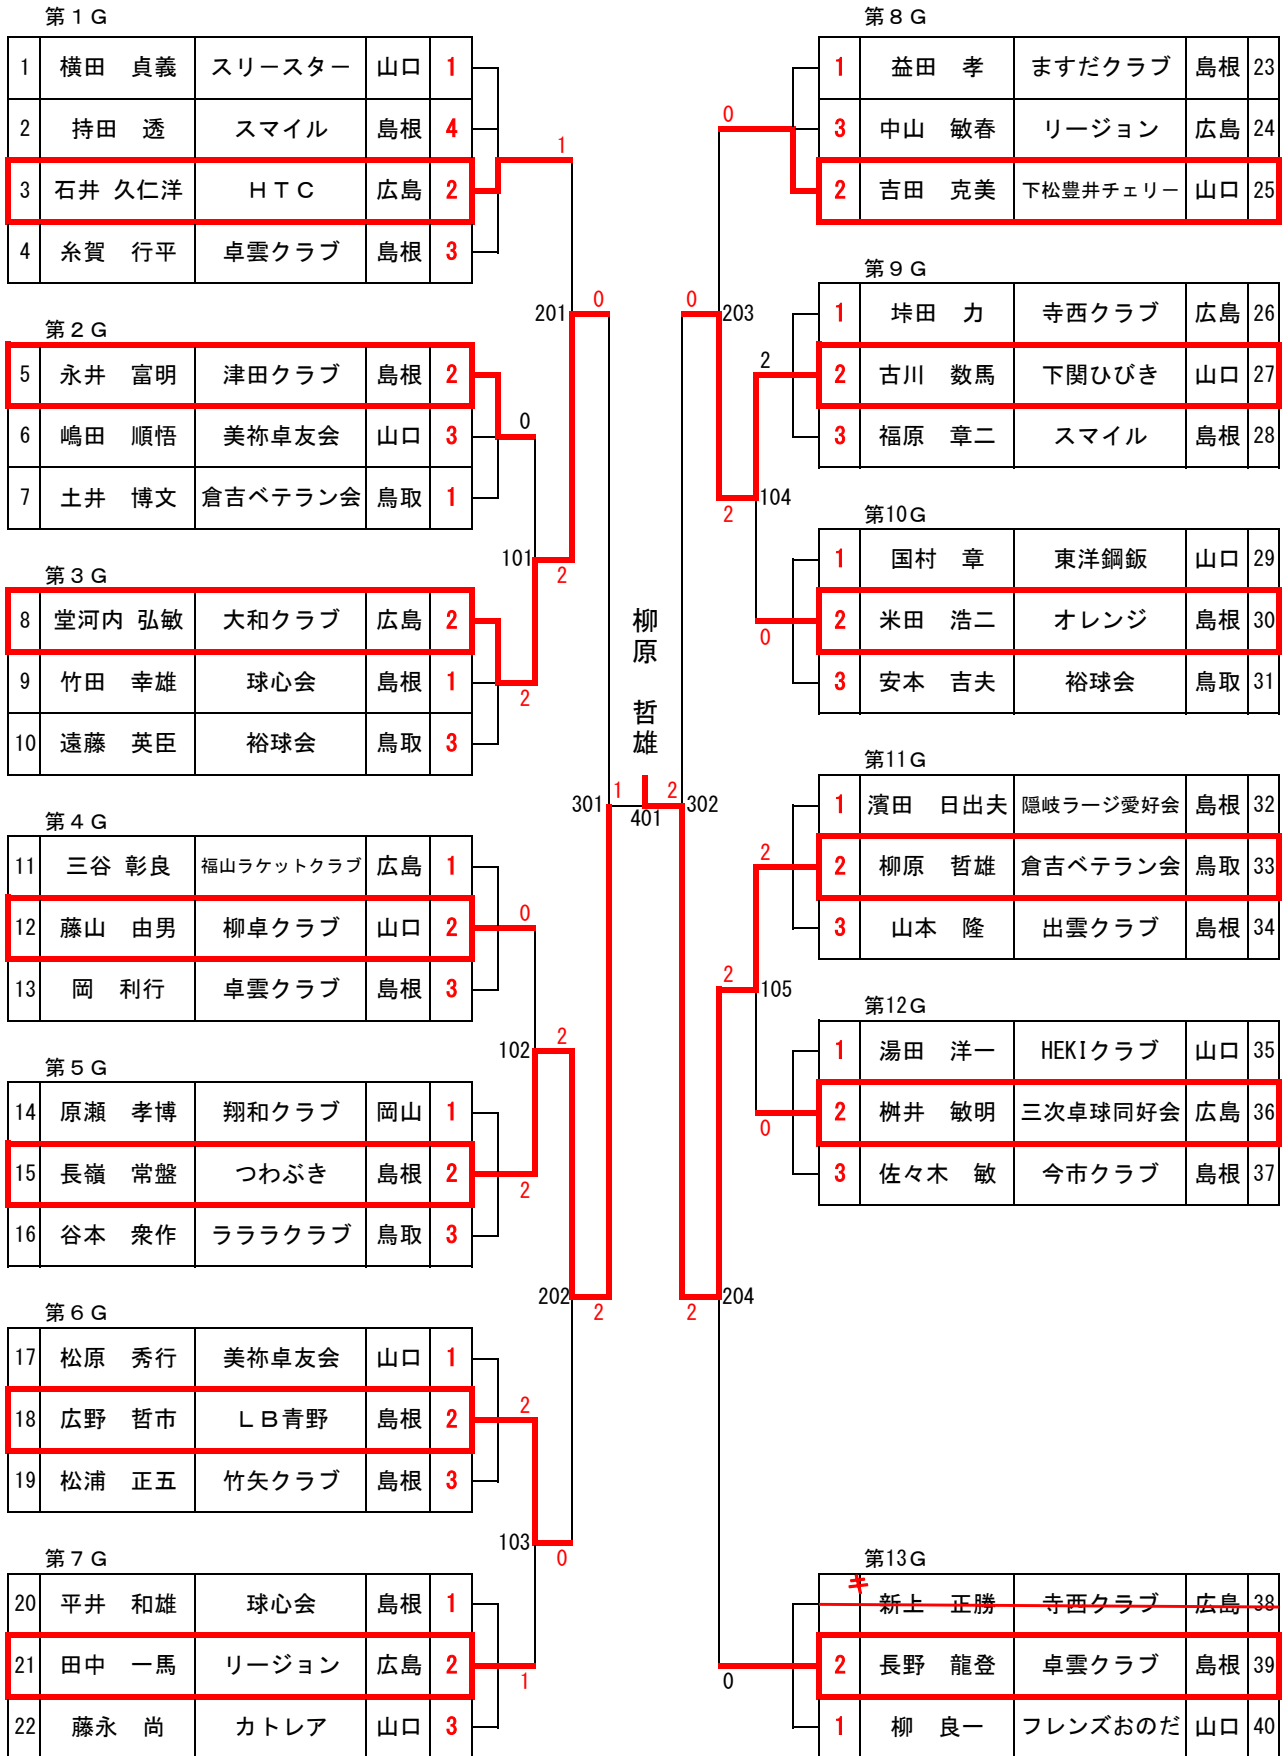 第１G
1 横田 貞義 スリースター 山口 1
2 持田 透 スマイル 島根 4
3 石井 久仁洋 ＨＴＣ 広島 2
4 糸賀 行平 卓雲クラブ 島根 3
1
201
0
第２G
5 永井 富明 津田クラブ 島根 2
6 嶋田 順悟 美祢卓友会 山口 3
7 土井 博文 倉吉ベテラン会 鳥取 1
0
101
2
第３G
8 堂河内 弘敏 大和クラブ 広島 2
9 竹田 幸雄 球心会 島根 1
10 遠藤 英臣 裕球会 鳥取 3
2
301
1
第４G
11 三谷 彰良 福山ラケットクラブ 広島 1
12 藤山 由男 柳卓クラブ 山口 2
13 岡 利行 卓雲クラブ 島根 3
0
102
2
第５G
14 原瀬 孝博 翔和クラブ 岡山 1
15 長嶺 常盤 つわぶき 島根 2
16 谷本 衆作 ラララクラブ 鳥取 3
2
202
2
第６G
17 松原 秀行 美祢卓友会 山口 1
18 広野 哲市 ＬＢ青野 島根 2
19 松浦 正五 竹矢クラブ 島根 3
2
103
0
第７G
20 平井 和雄 球心会 島根 1
21 田中 一馬 リージョン 広島 2
22 藤永 尚 カトレア 山口 3
1
柳原 哲雄
401
第８G
1 益田 孝 ますだクラブ 島根 23
3 中山 敏春 リージョン 広島 24
2 吉田 克美 下松豊井チェリー 山口 25
0
0
203
第９G
1 垰田 力 寺西クラブ 広島 26
2 古川 数馬 下関ひびき 山口 27
3 福原 章二 スマイル 島根 28
2
2
104
第10G
1 国村 章 東洋鋼鈑 山口 29
2 米田 浩二 オレンジ 島根 30
3 安本 吉夫 裕球会 鳥取 31
0
2
302
第11G
1 濱田 日出夫 隠岐ラージ愛好会 島根 32
2 柳原 哲雄 倉吉ベテラン会 鳥取 33
3 山本 隆 出雲クラブ 島根 34
2
2
105
第12G
1 湯田 洋一 HEKIクラブ 山口 35
2 桝井 敏明 三次卓球同好会 広島 36
3 佐々木 敏 今市クラブ 島根 37
0
2
204
第13G
キ 新上 正勝 寺西クラブ 広島 38
2 長野 龍登 卓雲クラブ 島根 39
1 柳 良一 フレンズおのだ 山口 40
0